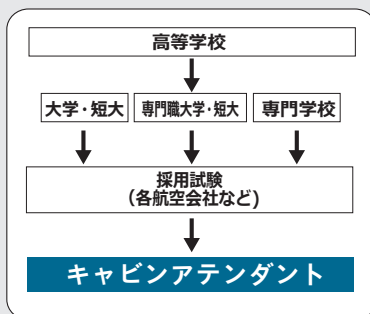 高等学校
大学・短大
専門職大学・短大
専門学校
採用試験
（各航空会社など)
キャビンアテンダント